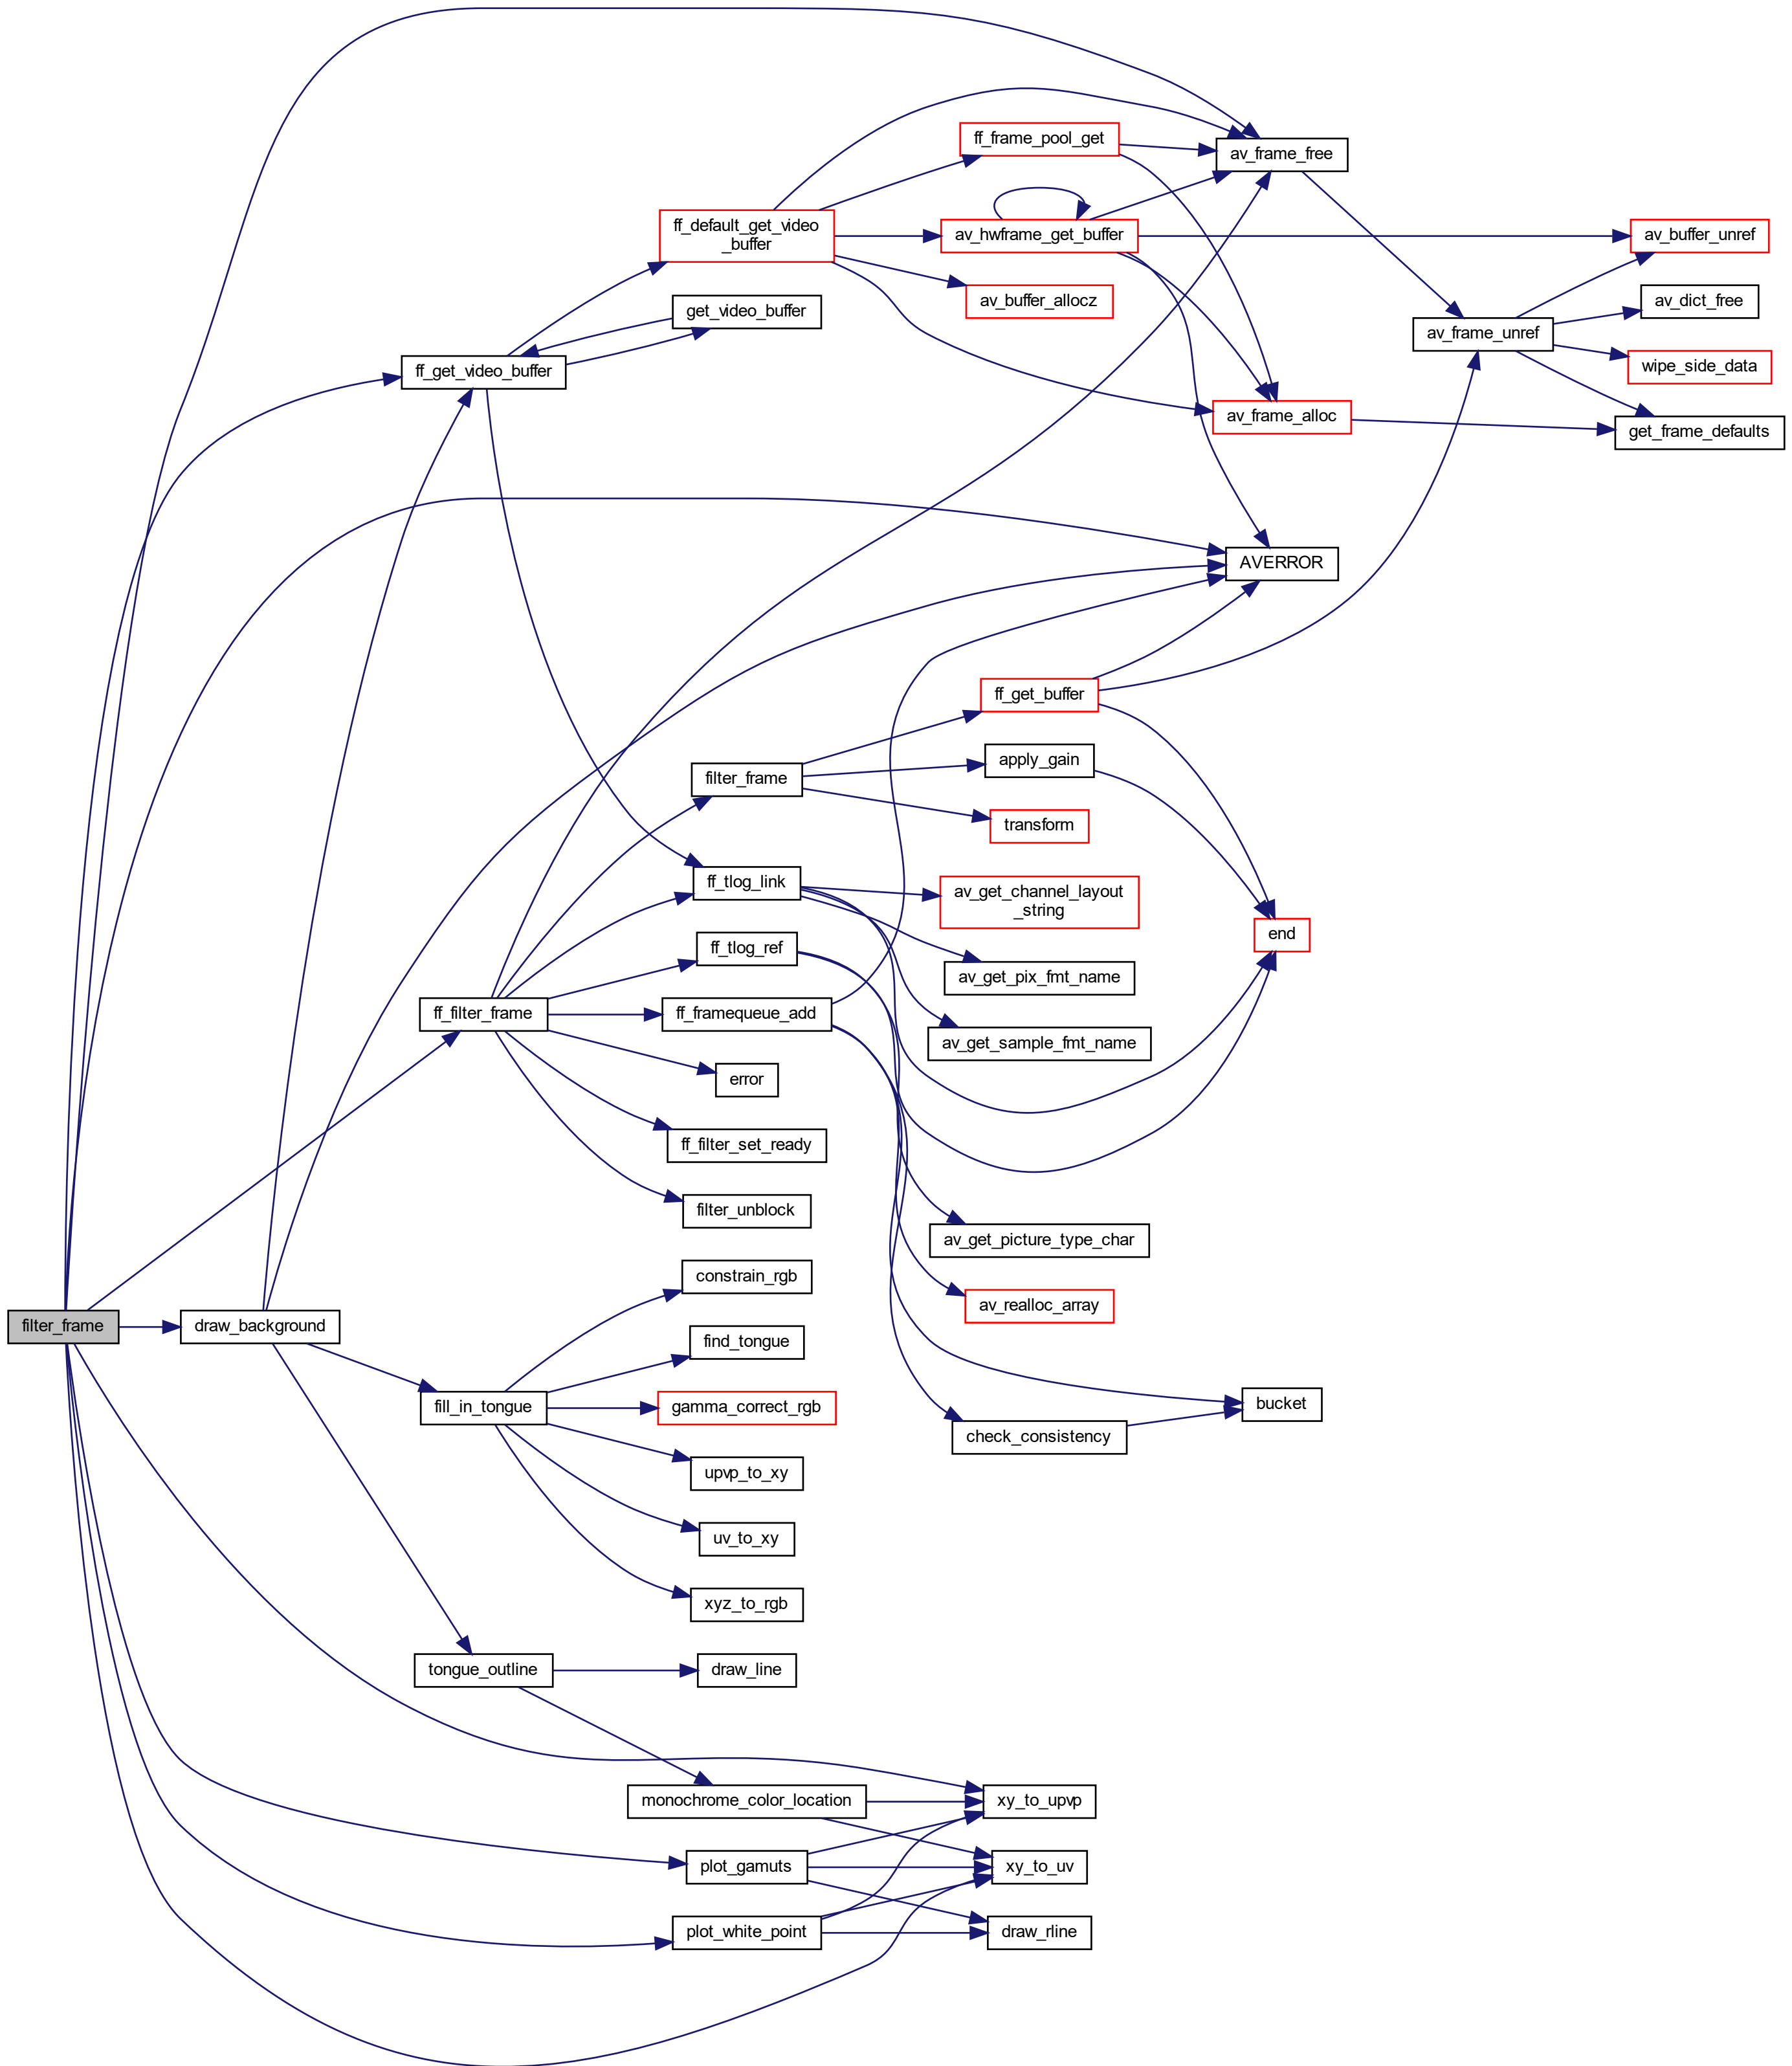 ff_frame_pool_get
av_frame_free
ff_default_get_video
_buffer
av_hwframe_get_buffer
av_buffer_unref
av_buffer_allocz
av_dict_free
get_video_buffer
av_frame_unref
wipe_side_data
ff_get_video_buffer
av_frame_alloc
get_frame_defaults
AVERROR
ff_get_buffer
filter_frame
apply_gain
transform
ff_tlog_link
av_get_channel_layout
_string
end
ff_tlog_ref
av_get_pix_fmt_name
ff_filter_frame
ff_framequeue_add
av_get_sample_fmt_name
error
ff_filter_set_ready
filter_unblock
av_get_picture_type_char
constrain_rgb
av_realloc_array
filter_frame
draw_background
find_tongue
fill_in_tongue
gamma_correct_rgb
bucket
check_consistency
upvp_to_xy
uv_to_xy
xyz_to_rgb
tongue_outline
draw_line
monochrome_color_location
xy_to_upvp
plot_gamuts
xy_to_uv
plot_white_point
draw_rline